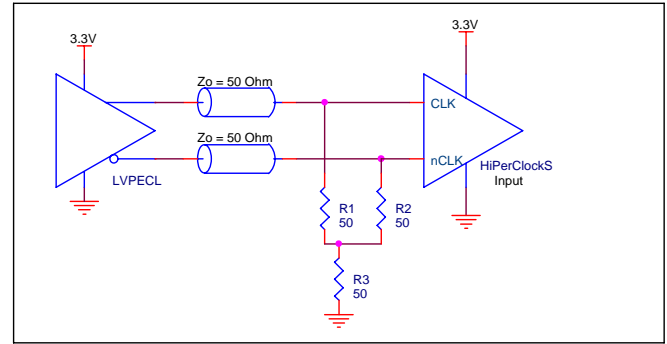 3.3V
3.3V
Zo = 50 Ohm
CLK
Zo = 50 Ohm
nCLK
LVPECL
HiPerClockS
Input
R1
50
R2
50
R3
50